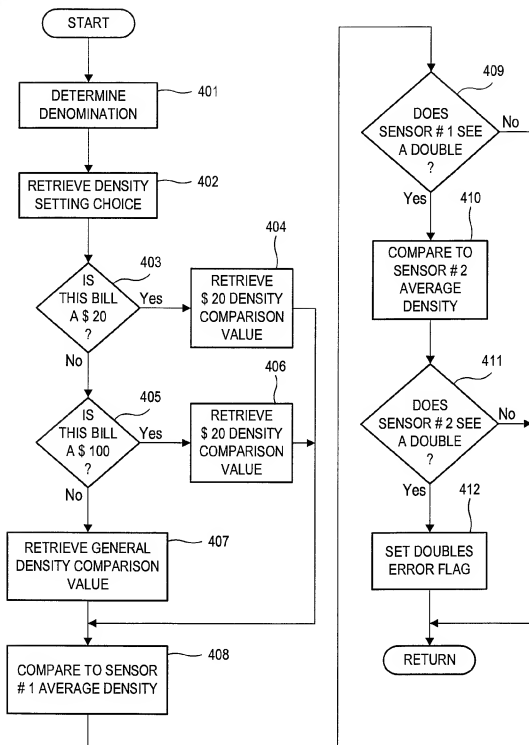 START
401
DETERMINE
DENOMINATION
402
RETRIEVE DENSITY
SETTING CHOICE
403
IS
THIS BILL
A $ 20
?
Yes
No
404
RETRIEVE
$ 20 DENSITY
COMPARISON
VALUE
405
IS
THIS BILL
A $ 100
?
Yes
No
406
RETRIEVE
$ 20 DENSITY
COMPARISON
VALUE
407
RETRIEVE GENERAL
DENSITY COMPARISON
VALUE
408
COMPARE TO SENSOR
# 1 AVERAGE DENSITY
409
DOES
SENSOR # 1 SEE
A DOUBLE
?
No
Yes
410
COMPARE TO
SENSOR # 2
AVERAGE
DENSITY
411
DOES
SENSOR # 2 SEE
A DOUBLE
?
No
Yes
412
SET DOUBLES
ERROR FLAG
RETURN